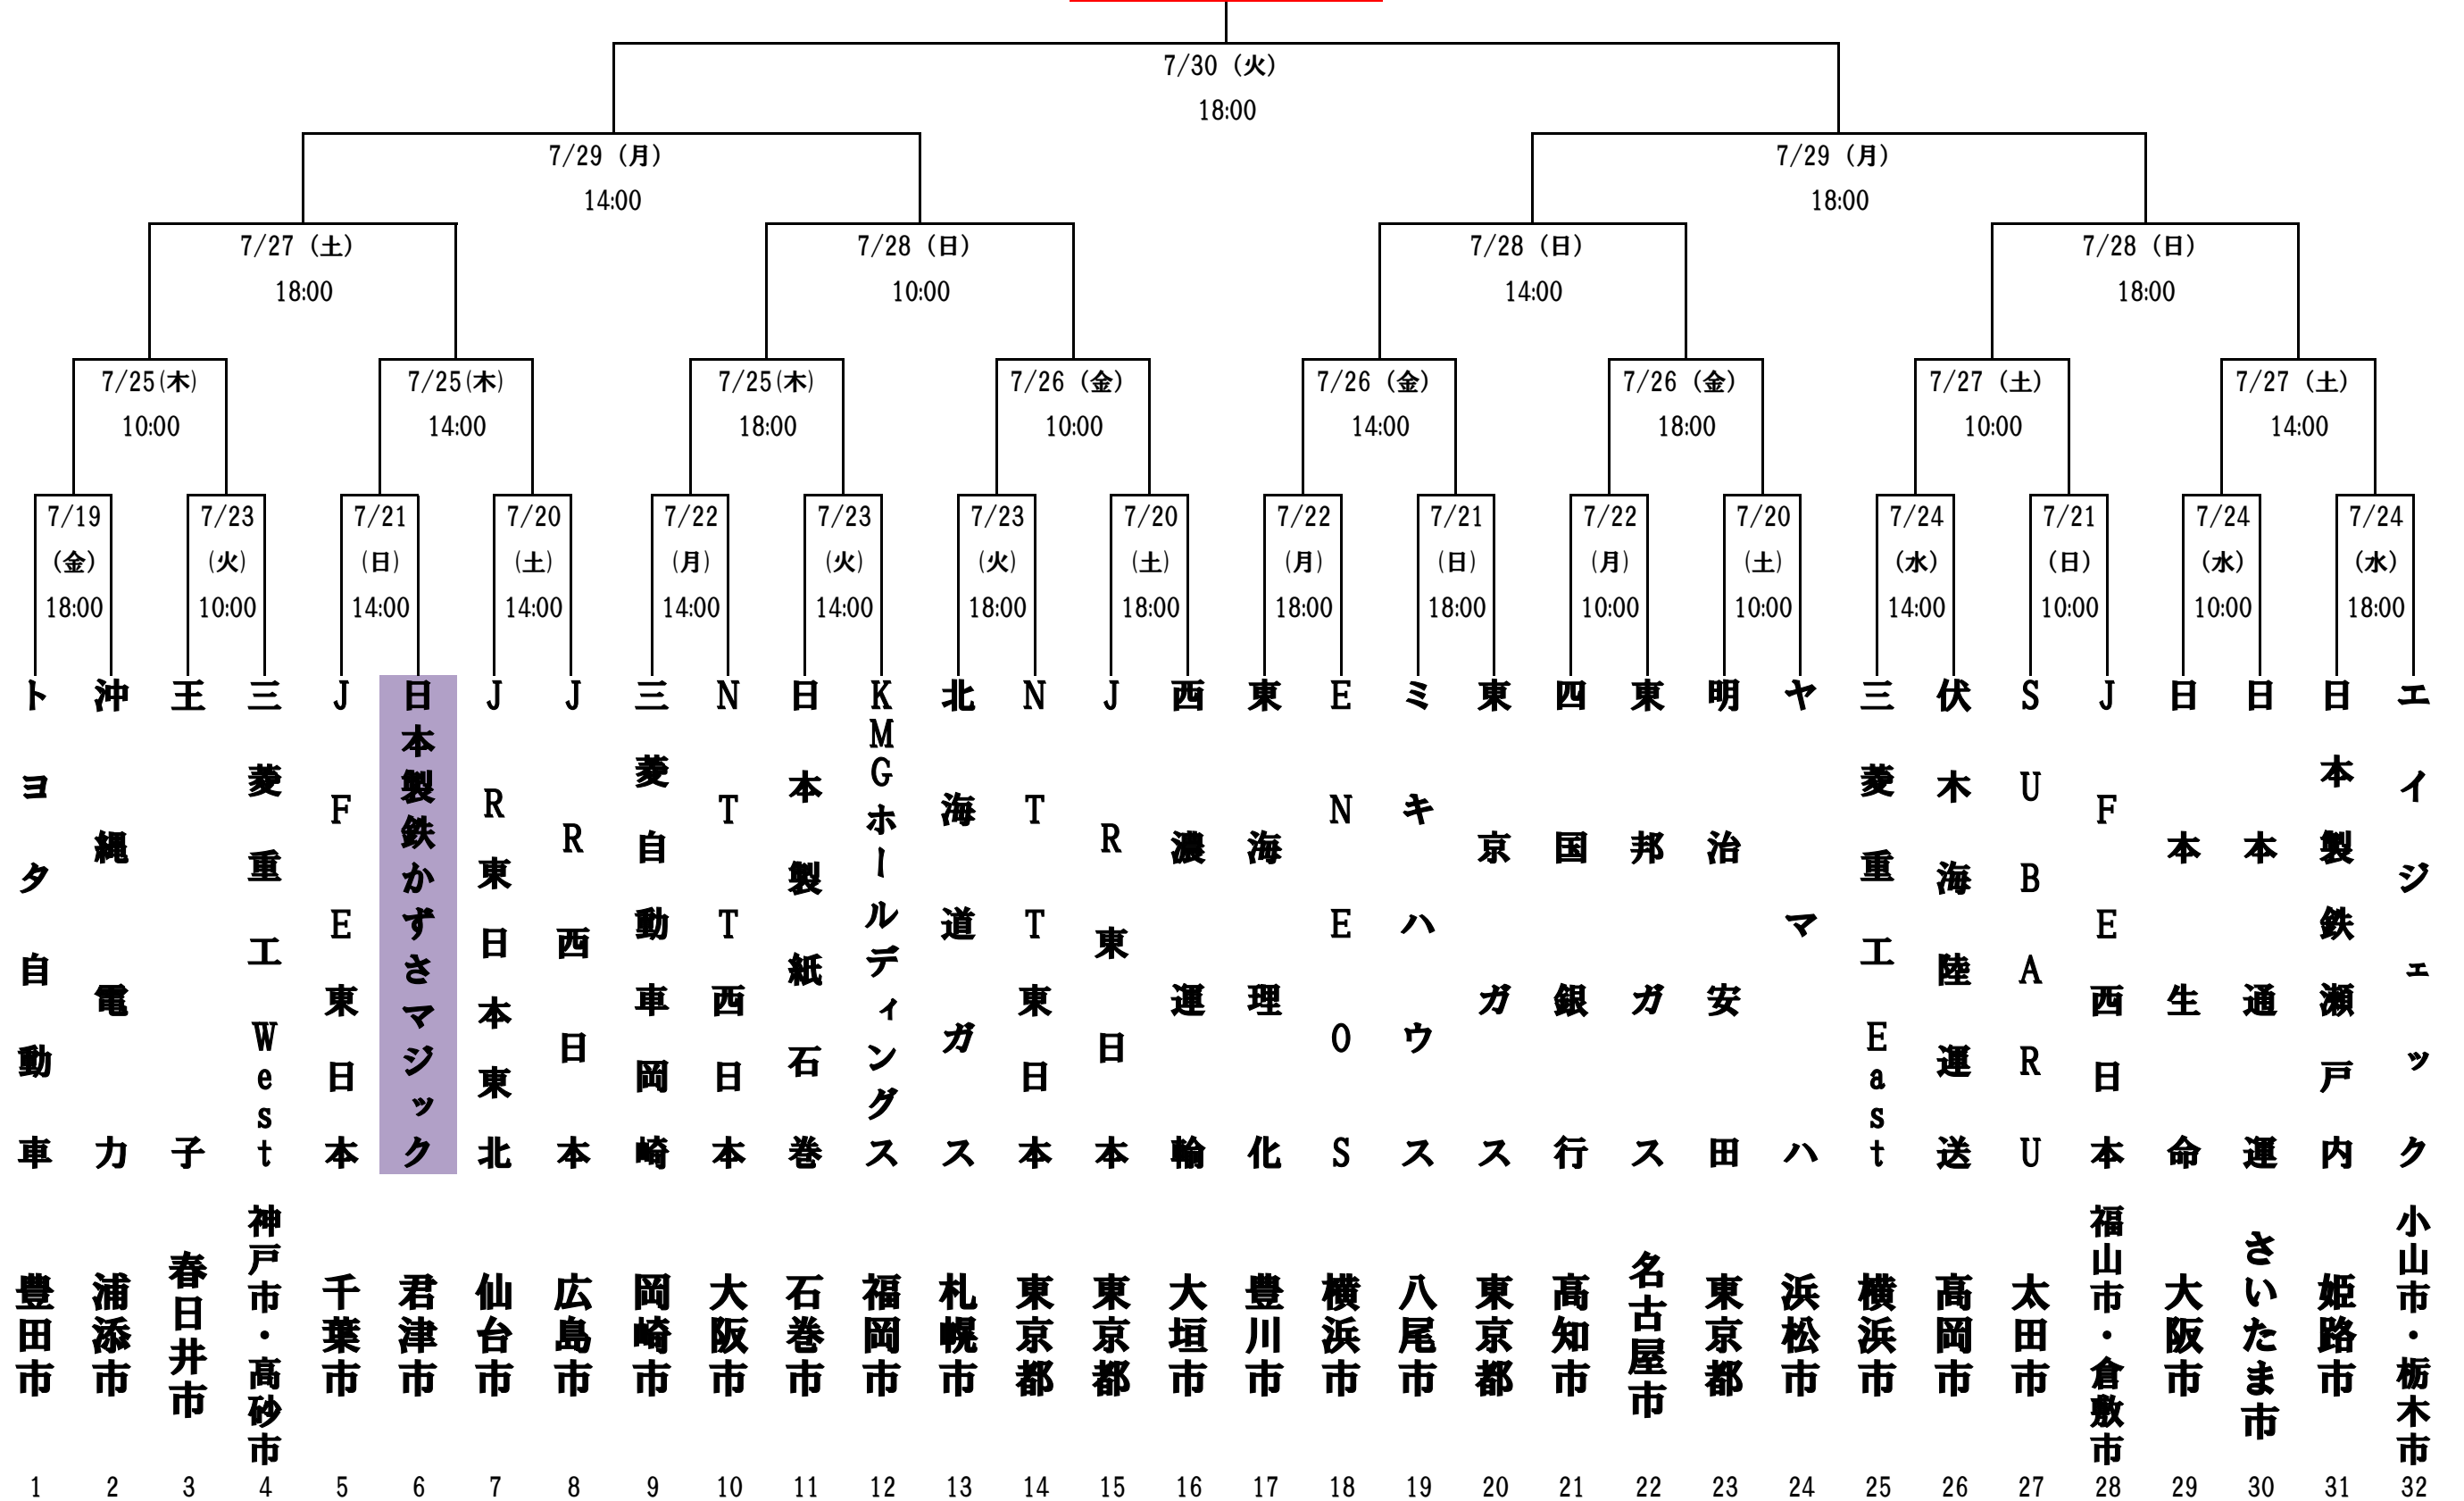 7/30（火）
18:00
7/29（月）
14:00
7/29（月）
18:00
7/27（土）
18:00
7/28（日）
10:00
7/28（日）
14:00
7/28（日）
18:00
7/25(木)
10:00
7/25(木)
14:00
7/25(木)
18:00
7/26（金）
10:00
7/26（金）
14:00
7/26（金）
18:00
7/27（土）
10:00
7/27（土）
14:00
7/19
（金）
18:00
7/23
(火)
10:00
7/21
(日)
14:00
7/20
(土)
14:00
7/22
(月)
14:00
7/23
(火)
14:00
7/23
(火)
18:00
7/20
(土)
18:00
7/22
(月)
18:00
7/21
(日)
18:00
7/22
(月)
10:00
7/20
(土)
10:00
7/24
（水）
14:00
7/21
（日）
10:00
7/24
（水）
10:00
7/24
（水）
18:00
トヨタ自動車
豊田市
1
沖縄電力
浦添市
2
王子
春日井市
3
三菱重工West
神戸市・高砂市
4
JFE東日本
千葉市
5
日本製鉄かずさマジック
君津市
6
JR東日本東北
仙台市
7
JR西日本
広島市
8
三菱自動車岡崎
岡崎市
9
NTT西日本
大阪市
10
日本製紙石巻
石巻市
11
KMGホールディングス
福岡市
12
北海道ガス
札幌市
13
NTT東日本
東京都
14
JR東日本
東京都
15
西濃運輸
大垣市
16
東海理化
豊川市
17
ENEOS
横浜市
18
ミキハウス
八尾市
19
東京ガス
東京都
20
四国銀行
高知市
21
東邦ガス
名古屋市
22
明治安田
東京都
23
ヤマハ
浜松市
24
三菱重工East
横浜市
25
伏木海陸運送
高岡市
26
SUBARU
太田市
27
JFE西日本
福山市・倉敷市
28
日本生命
大阪市
29
日本通運
さいたま市
30
日本製鉄瀬戸内
姫路市
31
エイジェック
小山市・栃木市
32